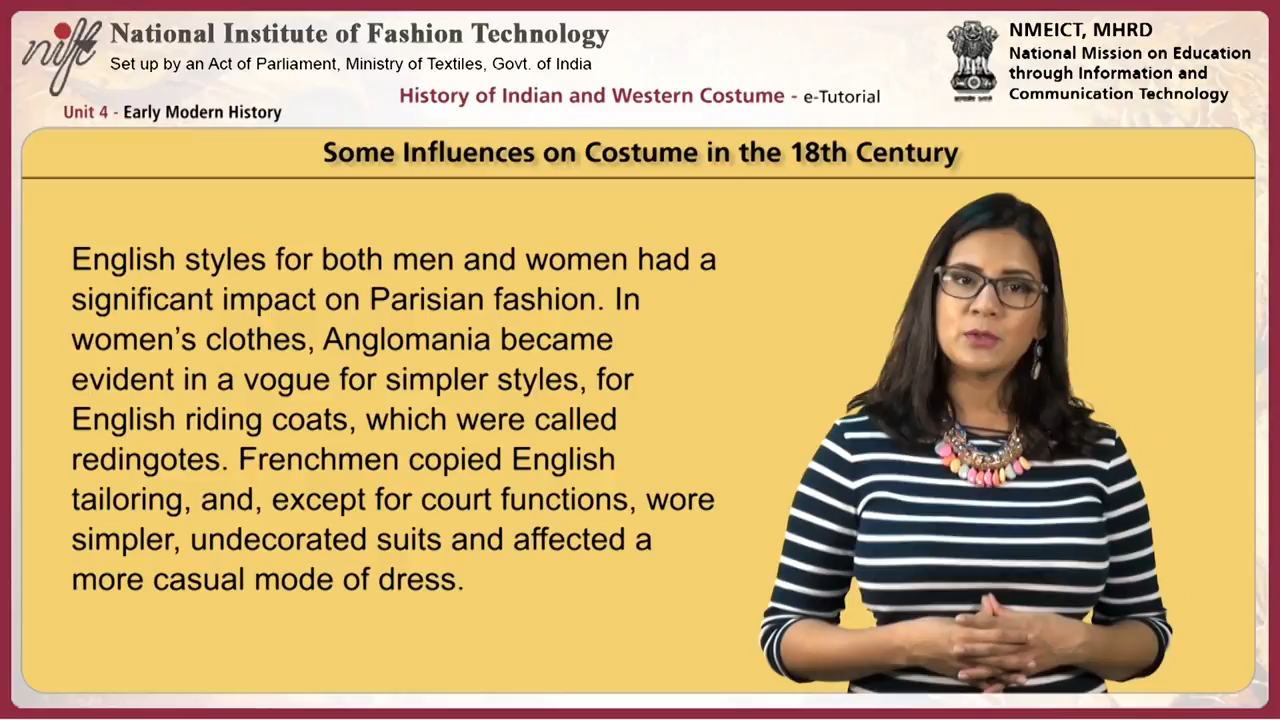 nift
National Institute of Fashion Technology
Set up by an Act of Parliament, Ministry of Textiles, Govt. of India
NMEICT, MHRD
National Mission on Education
through Information and
Communication Technology
History of Indian and Western Costume - e-Tutorial
Unit 4 - Early Modern History
Some Influences on Costume in the 18th Century
English styles for both men and women had a
significant impact on Parisian fashion. In
women’s clothes, Anglomania became
evident in a vogue for simpler styles, for
English riding coats, which were called
redingotes. Frenchmen copied English
tailoring, and, except for court functions, wore
simpler, undecorated suits and affected a
more casual mode of dress.